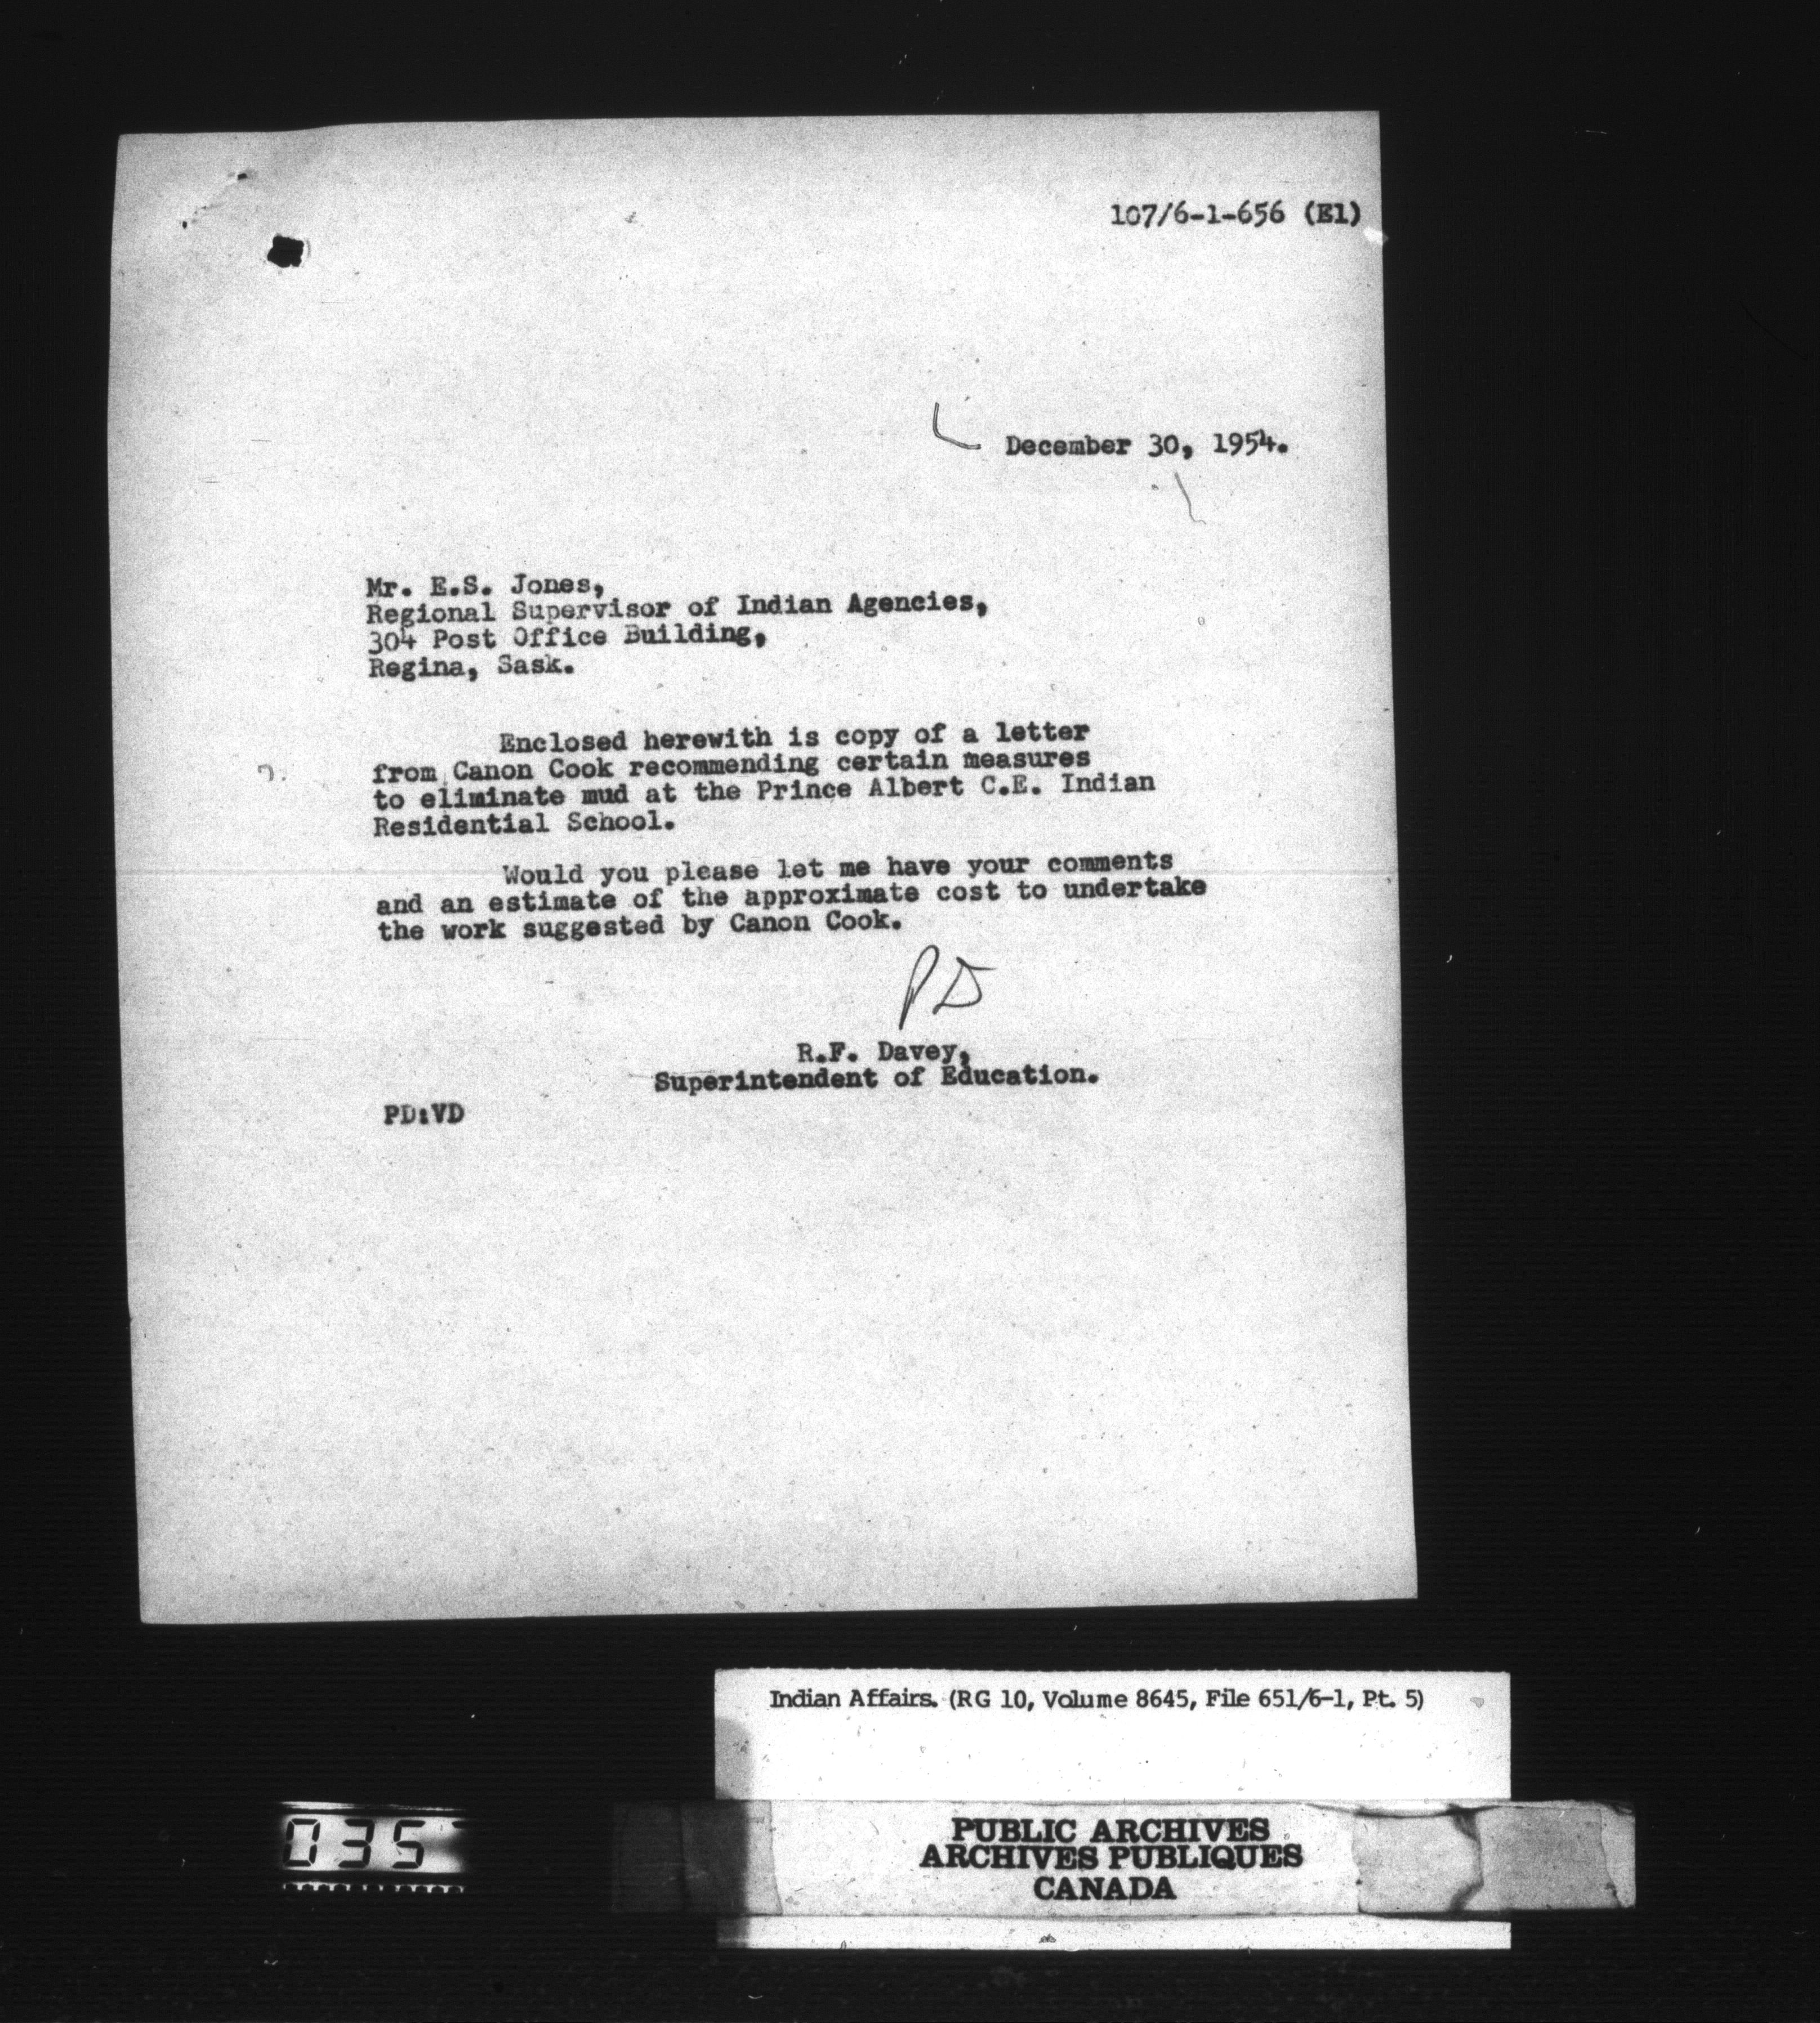 107/6-1-656 (E1)
December 30, 1954.
Mr. E.S. Jones,
Regional Supervisor of Indian Agencies,
304 Post Office Building,
Regina, Sask.
Enclosed herewith is copy of a letter
from Canon Cook recommending certain measures
to eliminate mud at the Prince Albert C.E. Indian
Residential School.
Would you please let me have your comments
and an estimate of the approximate cost to undertake
the work suggested by Canon Cook.
PD
R.F. Davey,
Superintendent of Education.
PD:VD
Indian Affairs. (RG 10, Volume 8645, File 651/6-1, Pt. 5)
PUBLIC ARCHIVES
ARCHIVES PUBLIQUES
CANADA
035